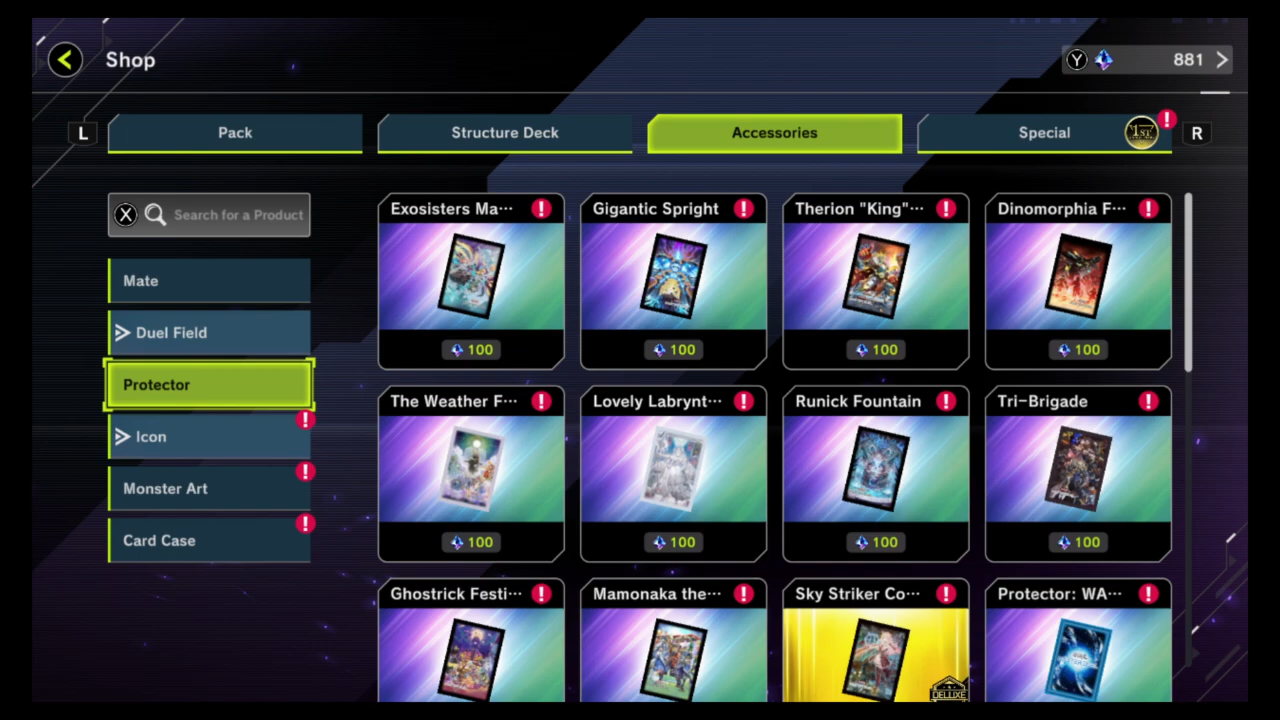 Shop
Y 881
L Pack Structure Deck Accessories Special 1ST ! R
X Search for a Product
Mate
Duel Field
Protector
Icon !
Monster Art !
Card Case !
Exosisters Ma··· ! Gigantic Spright ! Therion "King"··· ! Dinomorphia F··· !
100 100 100 100
The Weather F··· ! Lovely Labrynt··· ! Runick Fountain ! Tri-Brigade !
100 100 100 100
Ghostrick Festi··· ! Mamonaka the··· ! Sky Striker Co··· ! Protector: WA··· !
DELUXE